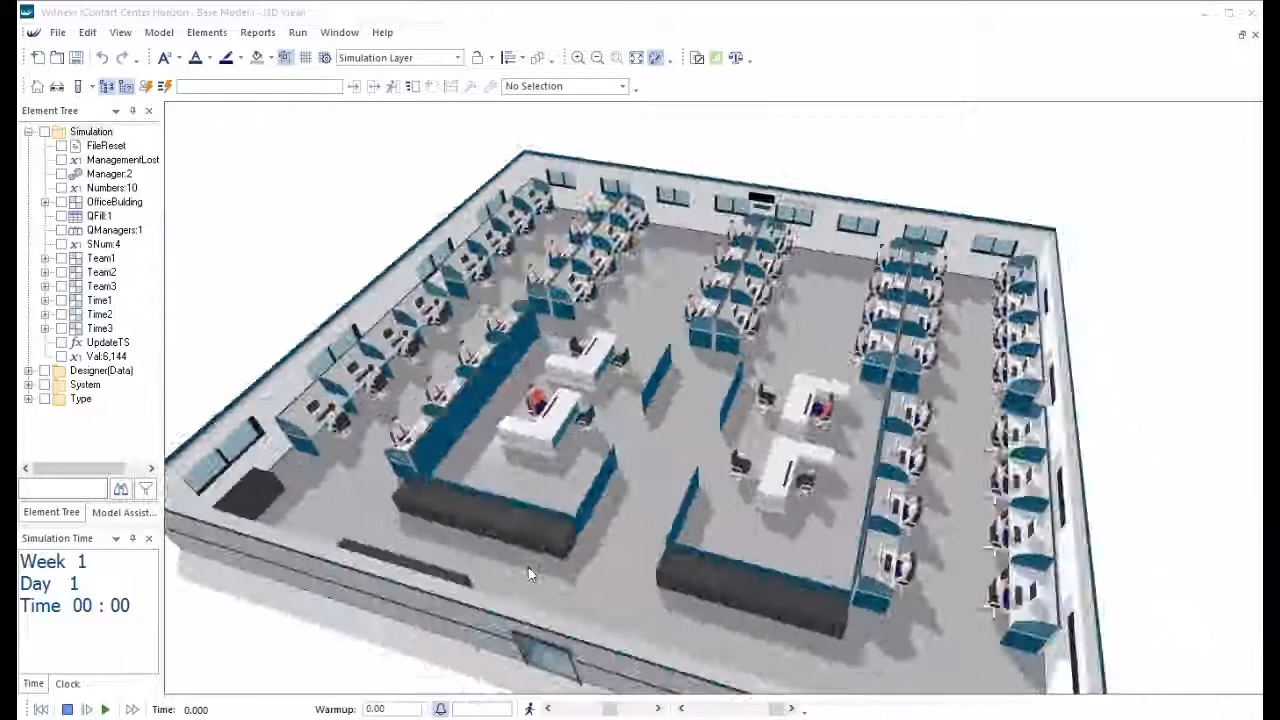 Witness (Contact Center Horizon - Base Model) - [3D View]
File Edit View Model Elements Reports Run Window Help
Simulation Layer
No Selection
Element Tree
Simulation
FileReset
ManagementLost
Manager:2
Numbers:10
OfficeBuilding
QFill:1
QManagers:1
SNum:4
Team1
Team2
Team3
Time1
Time2
Time3
UpdateTS
Val:6,144
Designer(Data)
System
Type
Element Tree Model Assist...
Simulation Time
Week 1
Day 1
Time 00 : 00
Time Clock
Time: 0.000 Warmup: 0.00